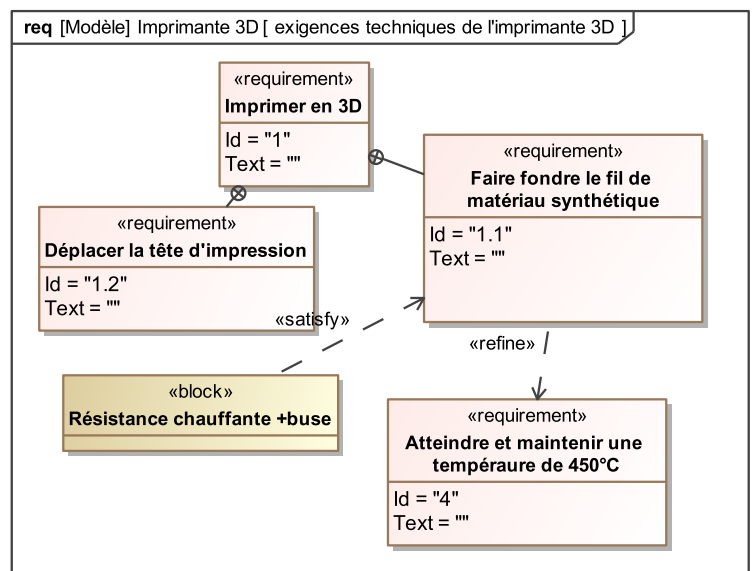 req [Modèle] Imprimante 3D [ exigences techniques de l'imprimante 3D ]
«requirement»
Imprimer en 3D
Id = "1"
Text = ""
«requirement»
Faire fondre le fil de
matériau synthétique
Id = "1.1"
Text = ""
«requirement»
Déplacer la tête d'impression
Id = "1.2"
Text = ""
«satisfy»
«refine»
«block»
Résistance chauffante +buse
«requirement»
Atteindre et maintenir une
tempéraure de 450°C
Id = "4"
Text = ""